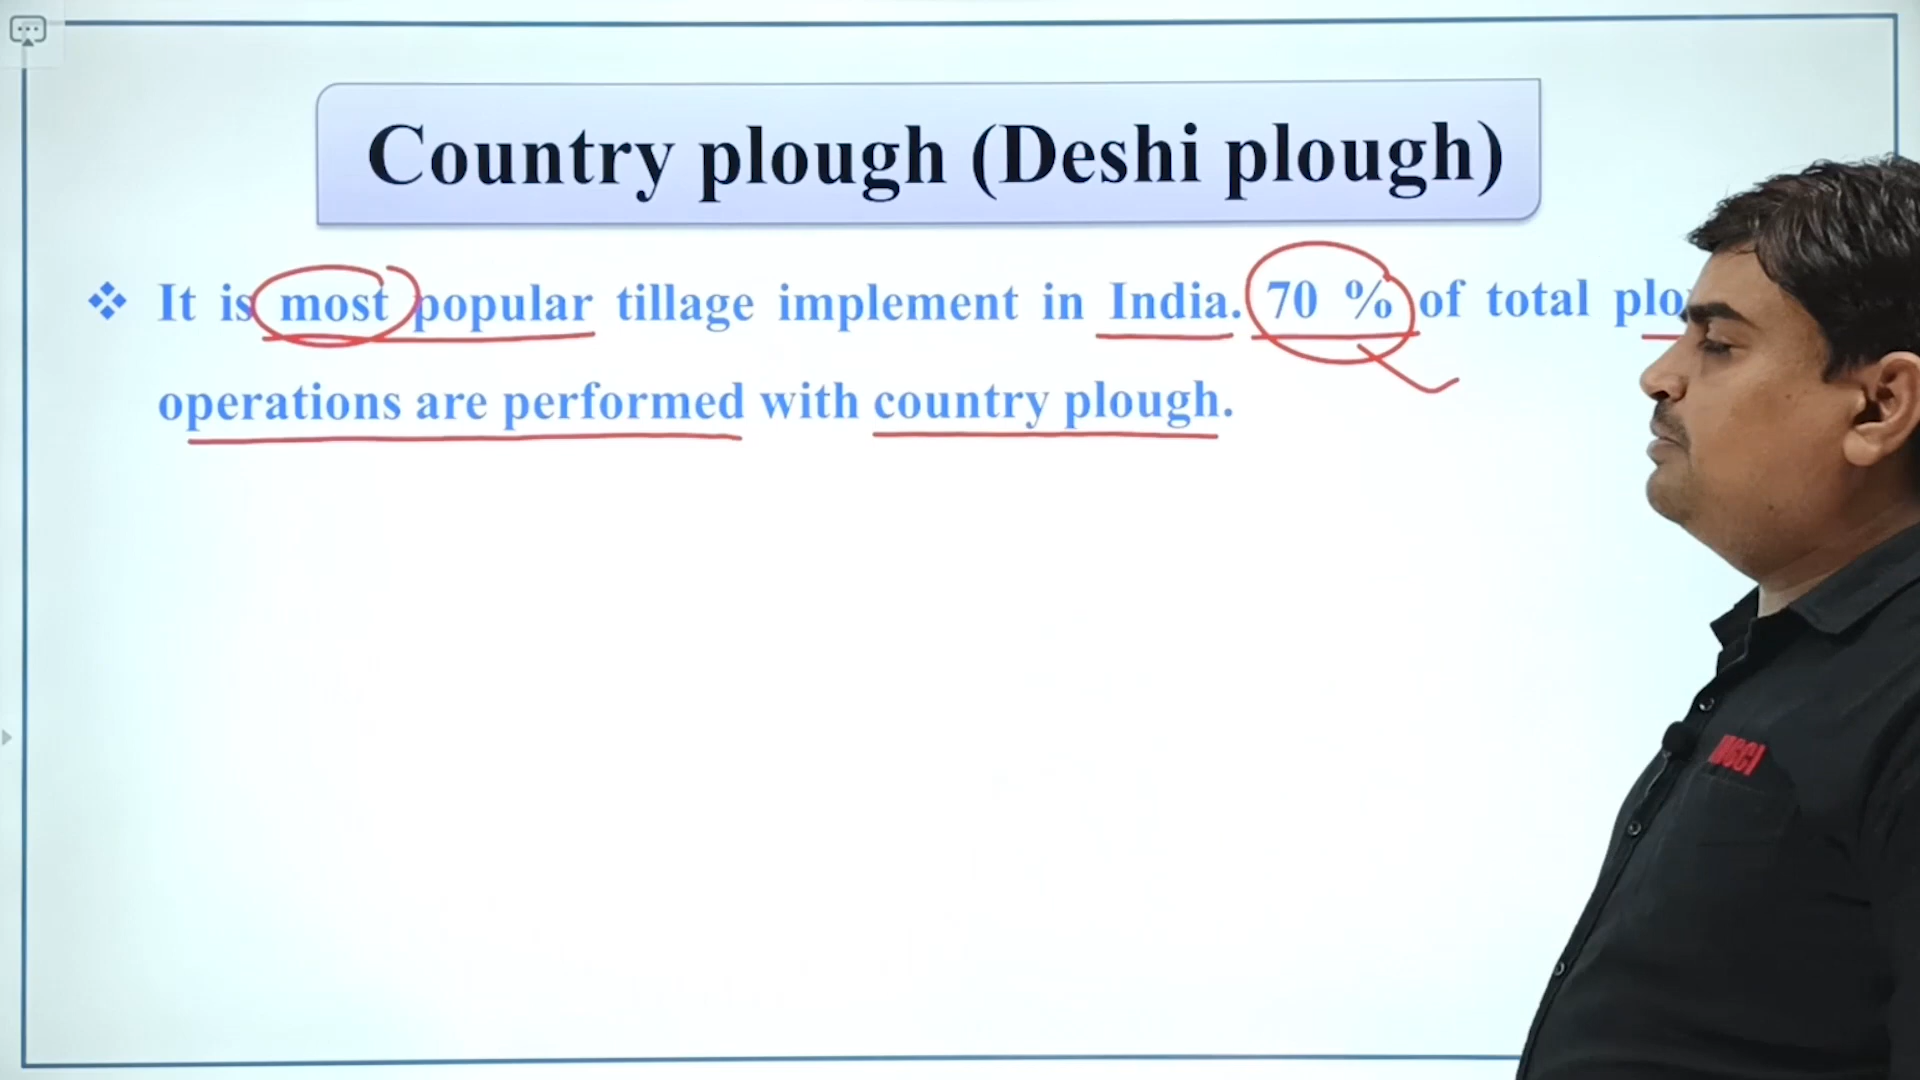 Country plough (Deshi plough)
It is most popular tillage implement in India. 70 % of total
operations are performed with country plough.